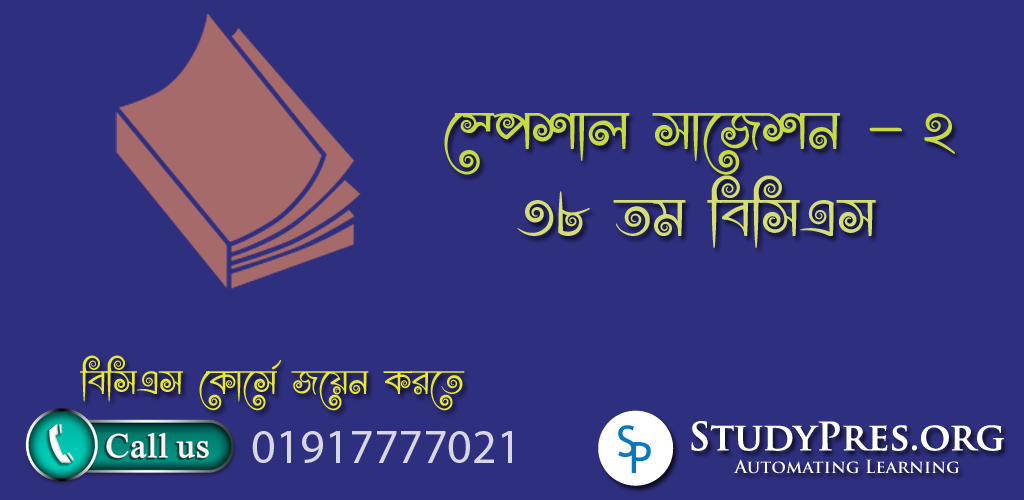 স্পেশাল সাজেশন – ২
৩৮ তম বিসিএস
বিসিএস কোর্সে জয়েন করতে
Call us 01917777021
SP StudyPres.org
Automating Learning